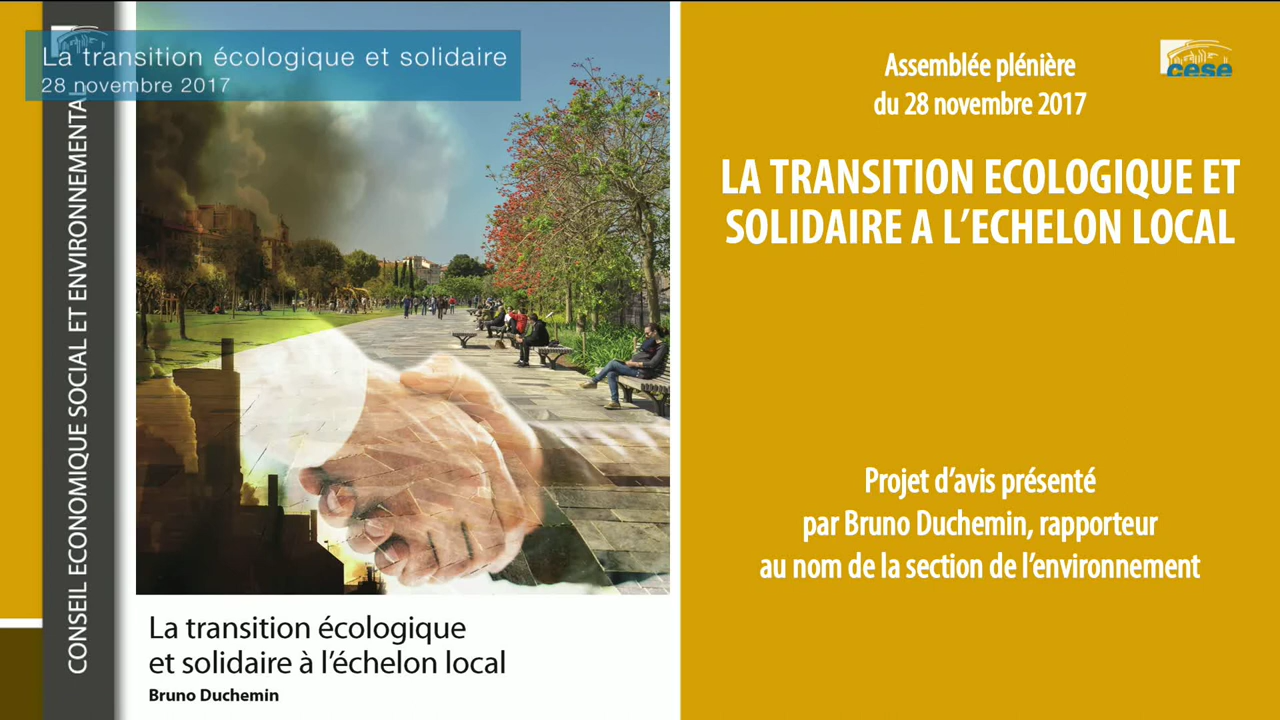 La transition écologique et solidaire
28 novembre 2017
CONSEIL ECONOMIQUE SOCIAL ET ENVIRONNEMENTAL
La transition écologique
et solidaire à l'échelon local
Bruno Duchemin
Assemblée plénière
du 28 novembre 2017
cese
LA TRANSITION ECOLOGIQUE ET
SOLIDAIRE A L'ECHELON LOCAL
Projet d'avis présenté
par Bruno Duchemin, rapporteur
au nom de la section de l'environnement